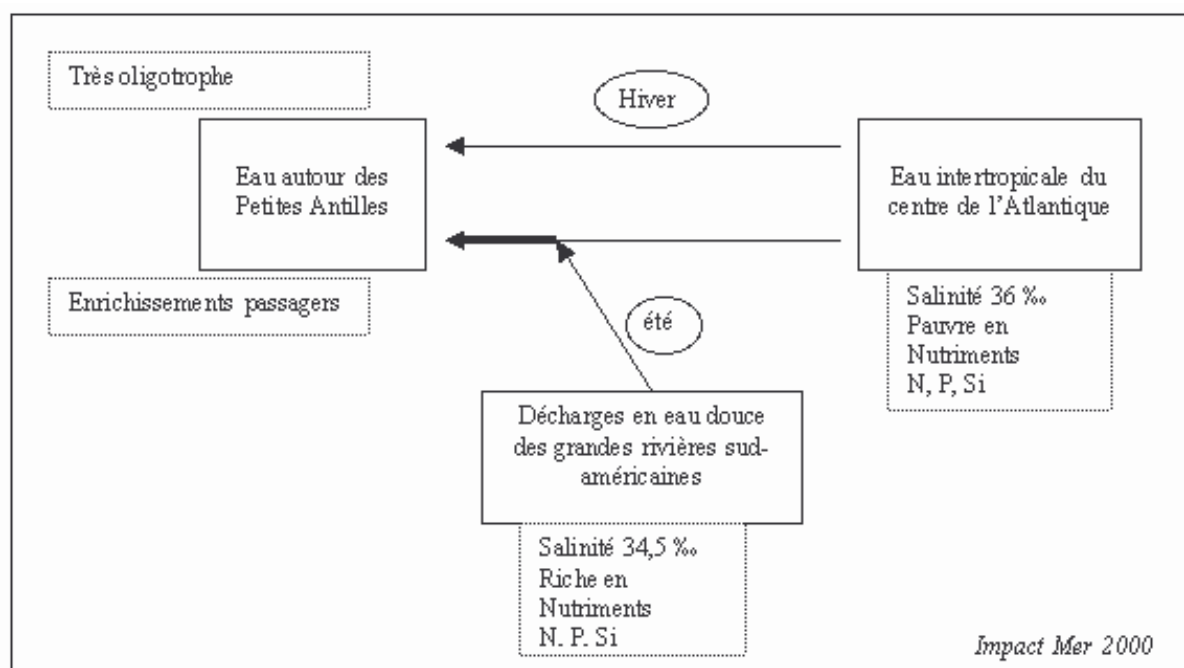 Très oligotrophe
Hiver
Eau autour des
Petites Antilles
Eau intertropicale du
centre de l'Atlantique
Enrichissements passagers
été
Salinité 36 ‰
Pauvre en
Nutriments
N, P, Si
Décharges en eau douce
des grandes rivières sud-
américaines
Salinité 34,5 ‰
Riche en
Nutriments
N. P. Si
Impact Mer 2000